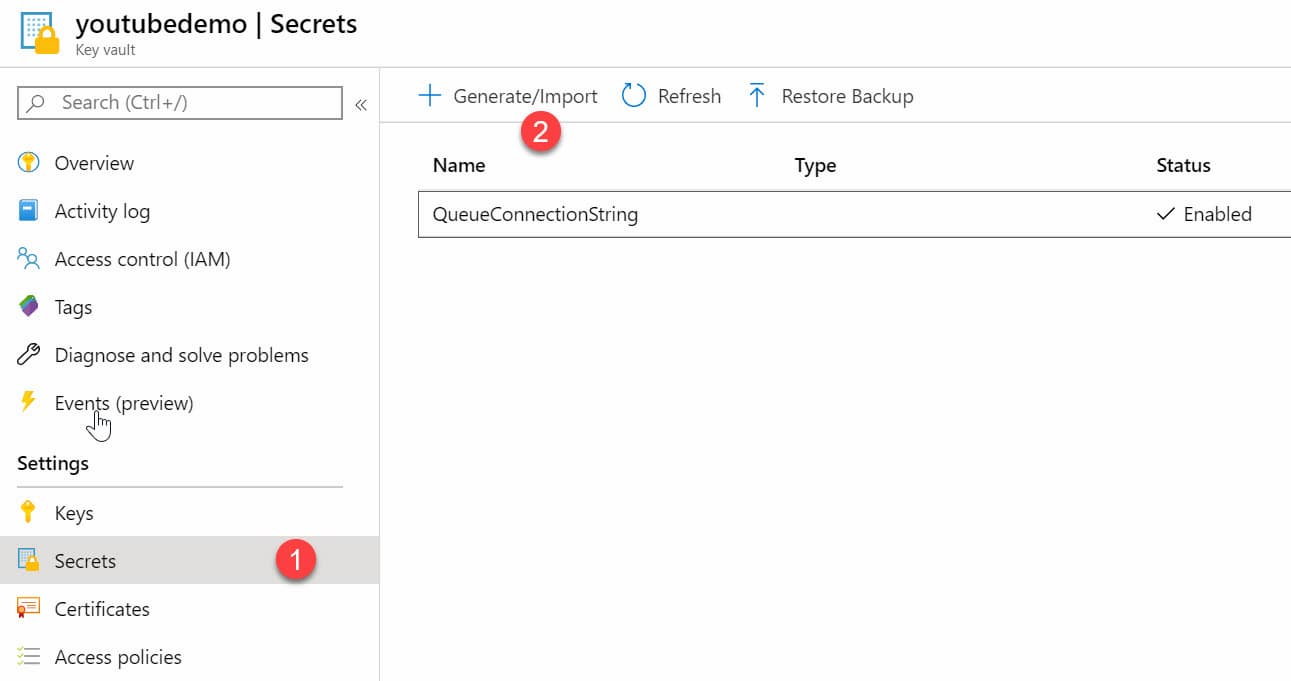 youtubedemo | Secrets
Key vault
Search (Ctrl+/)
«
Overview
Activity log
Access control (IAM)
Tags
Diagnose and solve problems
Events (preview)
Settings
Keys
Secrets
1
Certificates
Access policies
Generate/Import Refresh Restore Backup
2
Name Type Status
QueueConnectionString Enabled